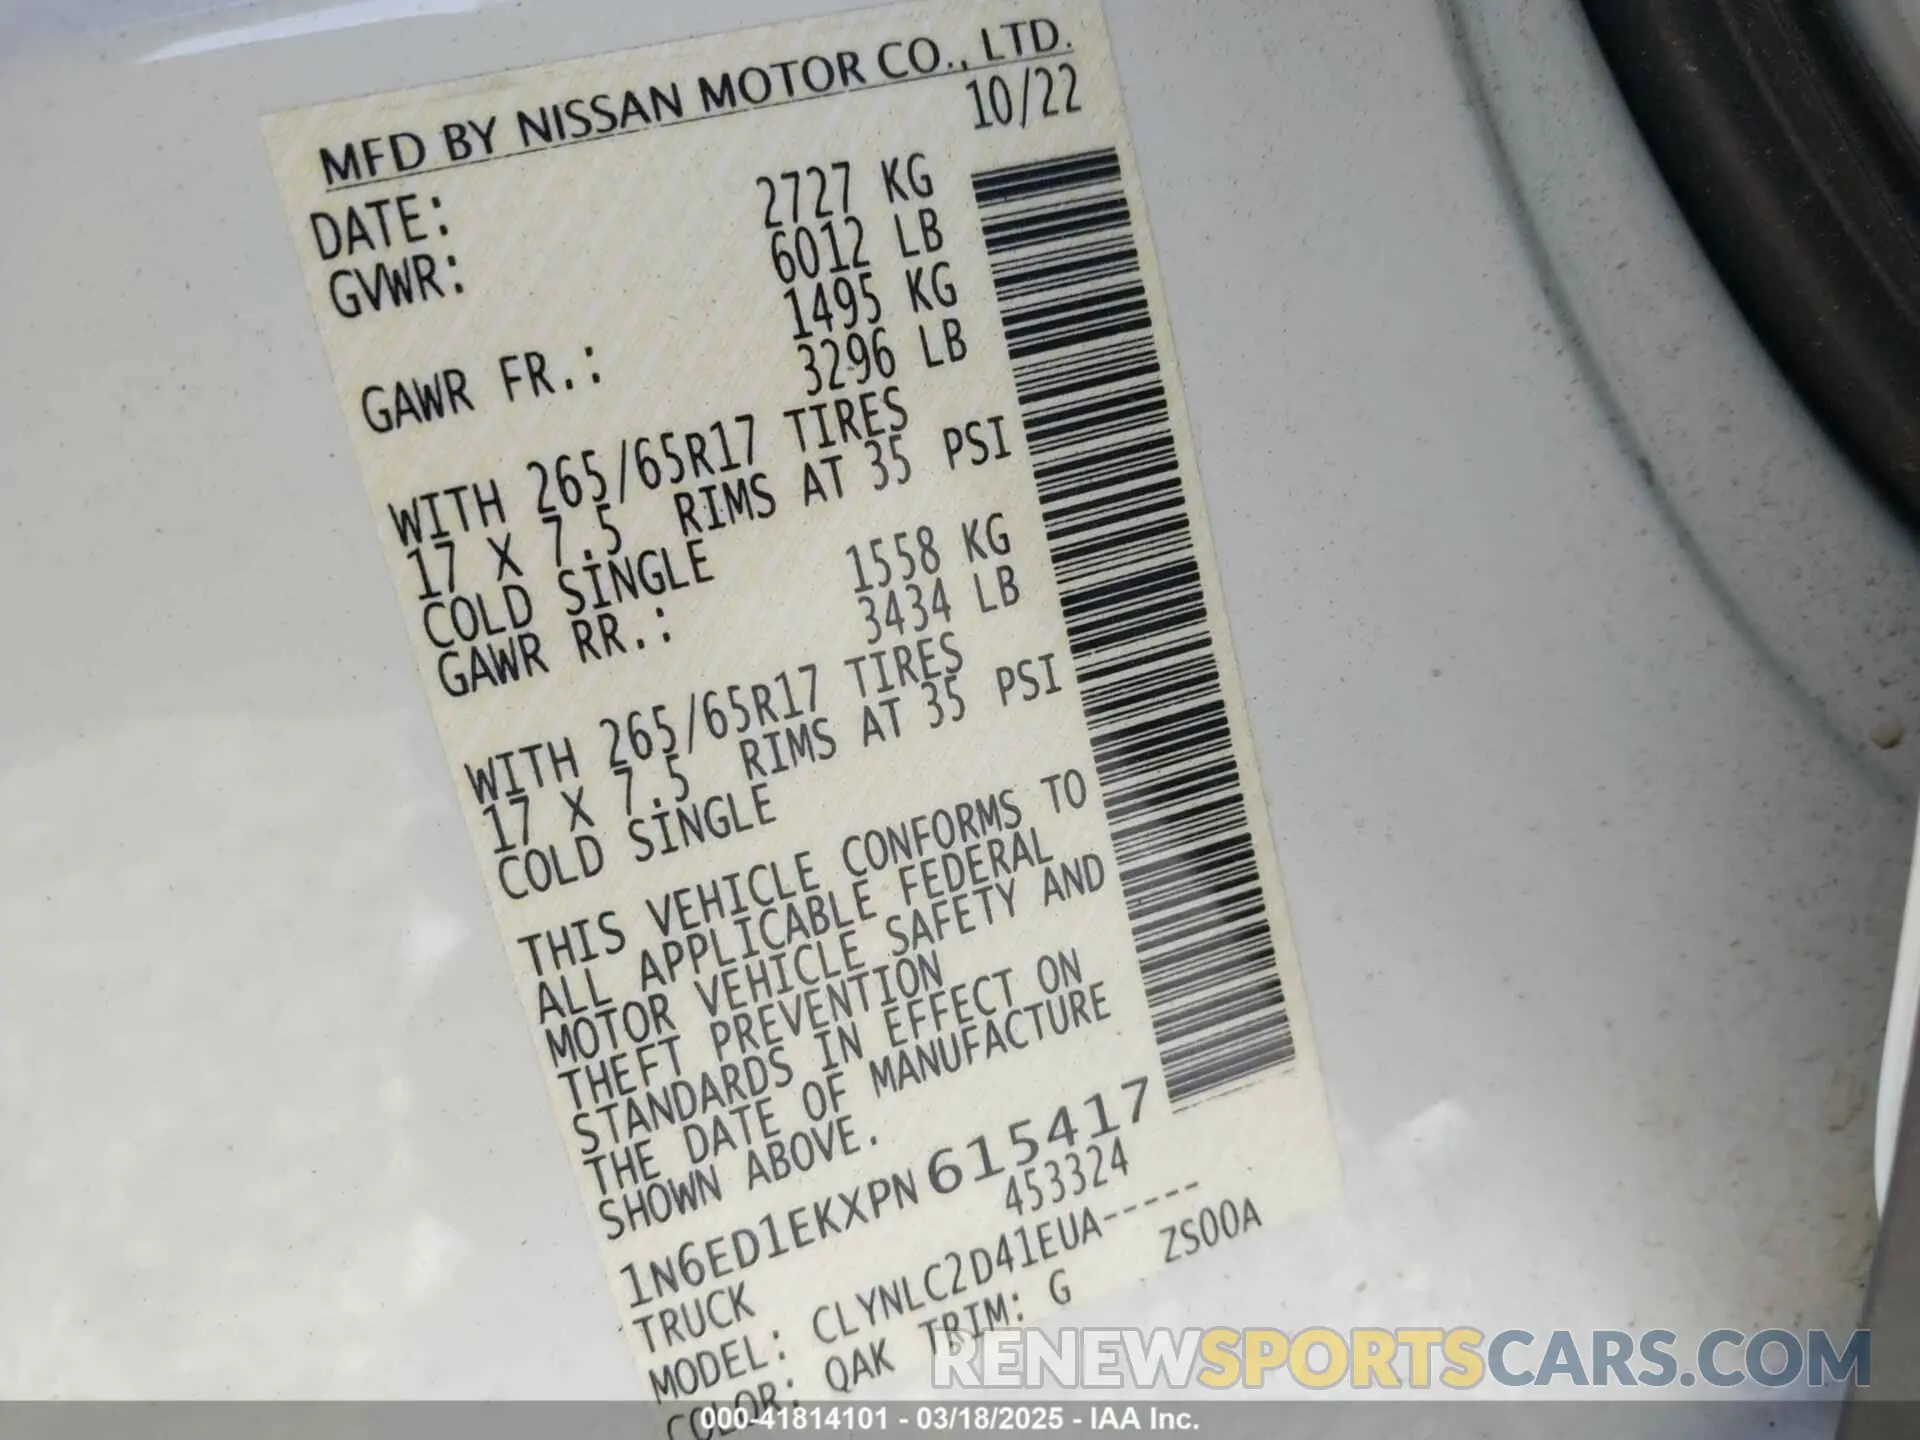 MFD BY NISSAN MOTOR CO., LTD.
DATE: 10/22
GVWR: 2727 KG
6012 LB
GAWR FR.: 1495 KG
3296 LB
WITH 265/65R17 TIRES
17 X 7.5 RIMS AT 35 PSI
COLD SINGLE
GAWR RR.: 1558 KG
3434 LB
WITH 265/65R17 TIRES
17 X 7.5 RIMS AT 35 PSI
COLD SINGLE
THIS VEHICLE CONFORMS TO
ALL APPLICABLE FEDERAL
MOTOR VEHICLE SAFETY AND
THEFT PREVENTION
STANDARDS IN EFFECT ON
THE DATE OF MANUFACTURE
SHOWN ABOVE.
1N6ED1EKXPN615417
TRUCK 453324
MODEL: CLYNLC2D41EUA-----
COLOR: QAK TRIM: G ZS00A
RENEWSPORTSCARS.COM
000-41814101 - 03/18/2025 - IAA Inc.